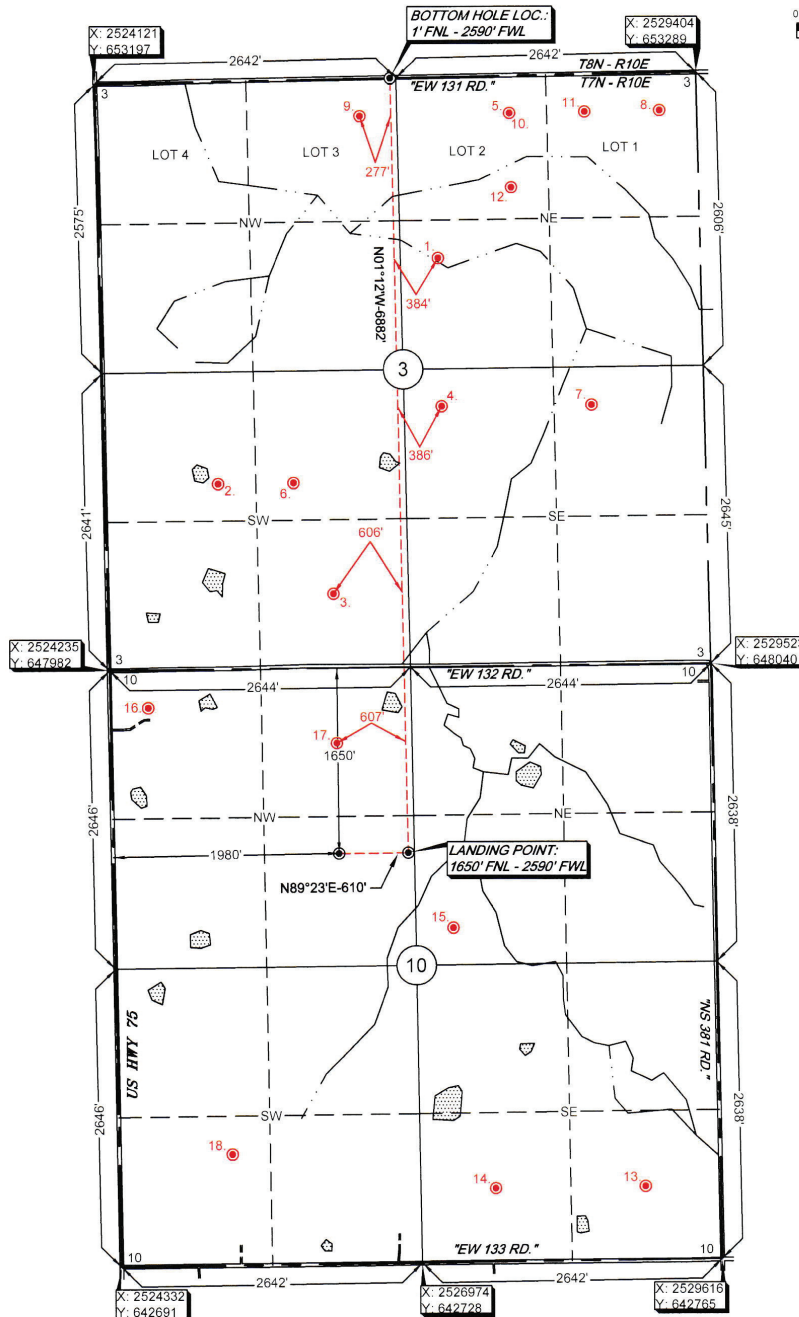 0
BOTTOM HOLE LOC.:
1' FNL - 2590' FWL
X: 2524121
Y: 653197
X: 2529404
Y: 653289
2642'
2642'
T8N - R10E
T7N - R10E
"EW 131 RD."
3
3
9.
5.
10.
11.
8.
LOT 4
LOT 3
LOT 2
LOT 1
277'
12.
2575'
NW
NE
2606'
N01°12'W-6882'
1.
384'
3
4.
7.
386'
2.
6.
2641'
SW
SE
2645'
606'
3.
X: 2524235
Y: 647982
X: 2529523
Y: 648040
3
3
10
10
"EW 132 RD."
2644'
2644'
16.
607'
17.
1650'
2646'
NW
NE
2638'
1980'
LANDING POINT:
1650' FNL - 2590' FWL
N89°23'E-610'
15.
10
US HWY 75
"NS 381 RD."
2646'
SW
SE
2638'
18.
14.
13.
10
10
"EW 133 RD."
2642'
2642'
X: 2524332
Y: 642691
X: 2526974
Y: 642728
X: 2529616
Y: 642765